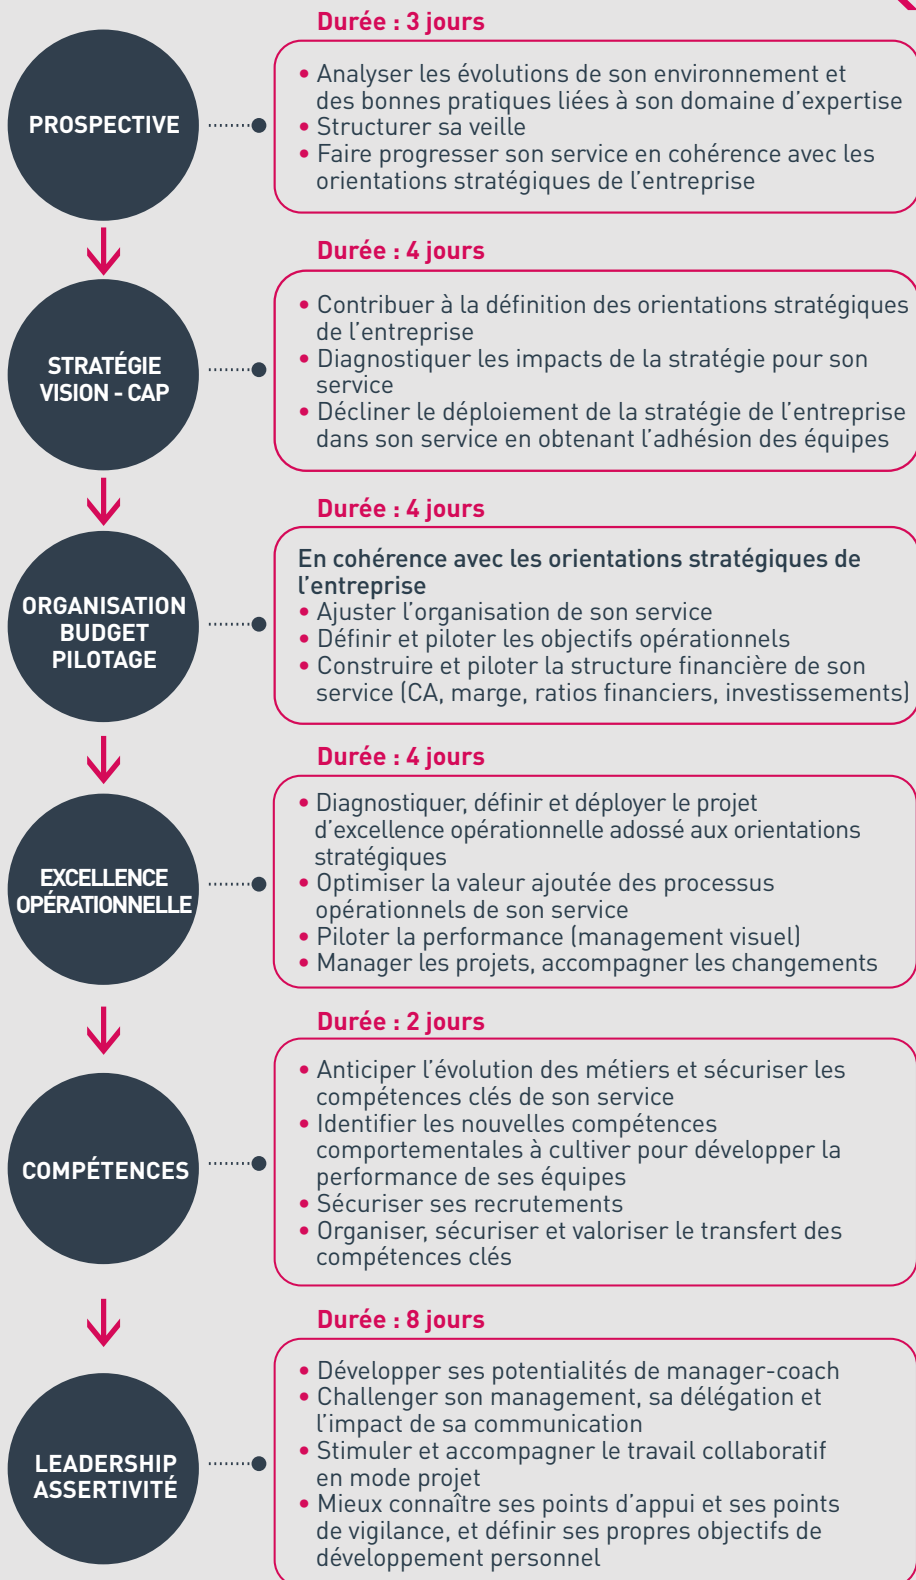 Durée : 3 jours
PROSPECTIVE
• Analyser les évolutions de son environnement et
des bonnes pratiques liées à son domaine d’expertise
• Structurer sa veille
• Faire progresser son service en cohérence avec les
orientations stratégiques de l’entreprise
Durée : 4 jours
STRATÉGIE
VISION - CAP
• Contribuer à la définition des orientations stratégiques
de l’entreprise
• Diagnostiquer les impacts de la stratégie pour son
service
• Décliner le déploiement de la stratégie de l’entreprise
dans son service en obtenant l’adhésion des équipes
Durée : 4 jours
ORGANISATION
BUDGET
PILOTAGE
En cohérence avec les orientations stratégiques de
l’entreprise
• Ajuster l’organisation de son service
• Définir et piloter les objectifs opérationnels
• Construire et piloter la structure financière de son
service (CA, marge, ratios financiers, investissements)
Durée : 4 jours
EXCELLENCE
OPÉRATIONNELLE
• Diagnostiquer, définir et déployer le projet
d’excellence opérationnelle adossé aux orientations
stratégiques
• Optimiser la valeur ajoutée des processus
opérationnels de son service
• Piloter la performance (management visuel)
• Manager les projets, accompagner les changements
Durée : 2 jours
COMPÉTENCES
• Anticiper l’évolution des métiers et sécuriser les
compétences clés de son service
• Identifier les nouvelles compétences
comportementales à cultiver pour développer la
performance de ses équipes
• Sécuriser ses recrutements
• Organiser, sécuriser et valoriser le transfert des
compétences clés
Durée : 8 jours
LEADERSHIP
ASSERTIVITÉ
• Développer ses potentialités de manager-coach
• Challenger son management, sa délégation et
l’impact de sa communication
• Stimuler et accompagner le travail collaboratif
en mode projet
• Mieux connaître ses points d’appui et ses points
de vigilance, et définir ses propres objectifs de
développement personnel